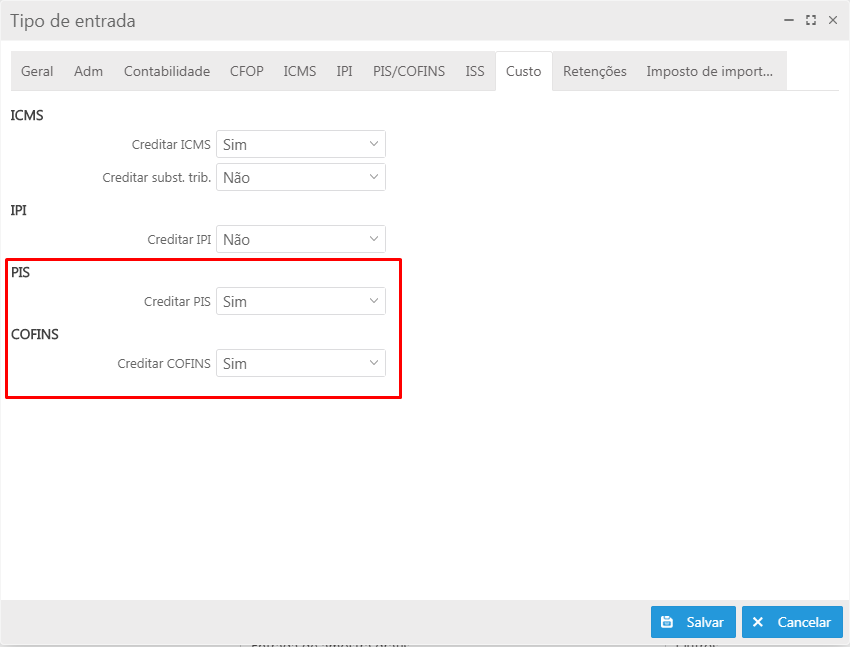 Tipo de entrada
Geral Adm Contabilidade CFOP ICMS IPI PIS/COFINS ISS Custo Retenções Imposto de import...
ICMS
Creditar ICMS Sim
Creditar subst. trib. Não
IPI
Creditar IPI Não
PIS
Creditar PIS Sim
COFINS
Creditar COFINS Sim
Salvar Cancelar